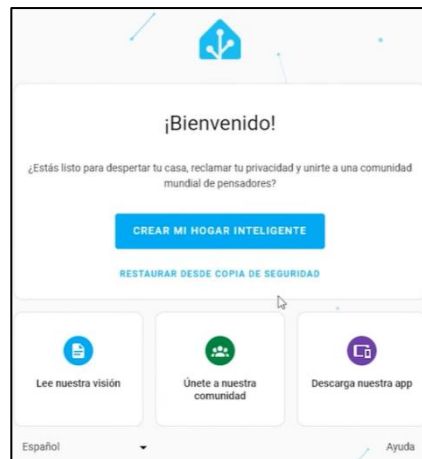 ¡Bienvenido!
¿Estás listo para despertar tu casa, reclamar tu privacidad y unirte a una comunidad
mundial de pensadores?
CREAR MI HOGAR INTELIGENTE
RESTAURAR DESDE COPIA DE SEGURIDAD
Lee nuestra visión
Únete a nuestra
comunidad
Descarga nuestra app
Español
Ayuda